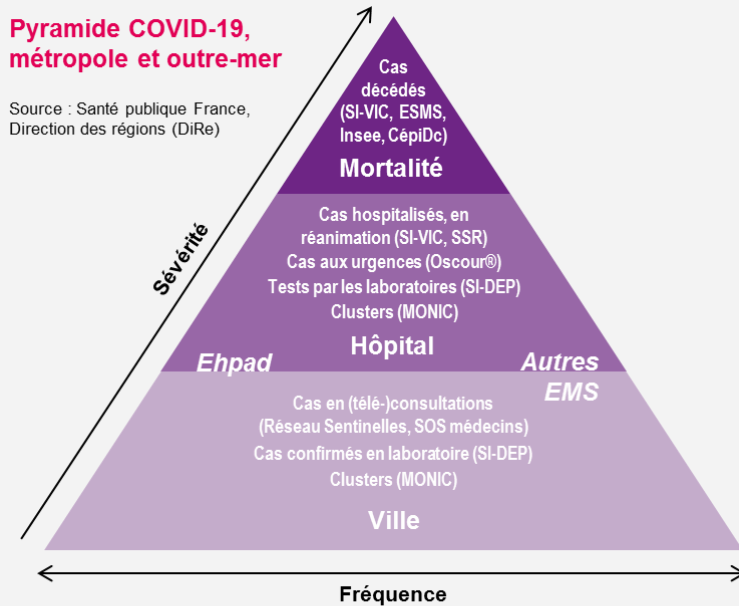 Pyramide COVID-19,
métropole et outre-mer
Source : Santé publique France,
Direction des régions (DiRe)
Sévérité
Cas
décédés
(SI-VIC, ESMS,
Insee, CépiDc)
Mortalité
Cas hospitalisés, en
réanimation (SI-VIC, SSR)
Cas aux urgences (Oscour®)
Tests par les laboratoires (SI-DEP)
Clusters (MONIC)
Hôpital
Ehpad
Autres
EMS
Cas en (télé-)consultations
(Réseau Sentinelles, SOS médecins)
Cas confirmés en laboratoire (SI-DEP)
Clusters (MONIC)
Ville
Fréquence